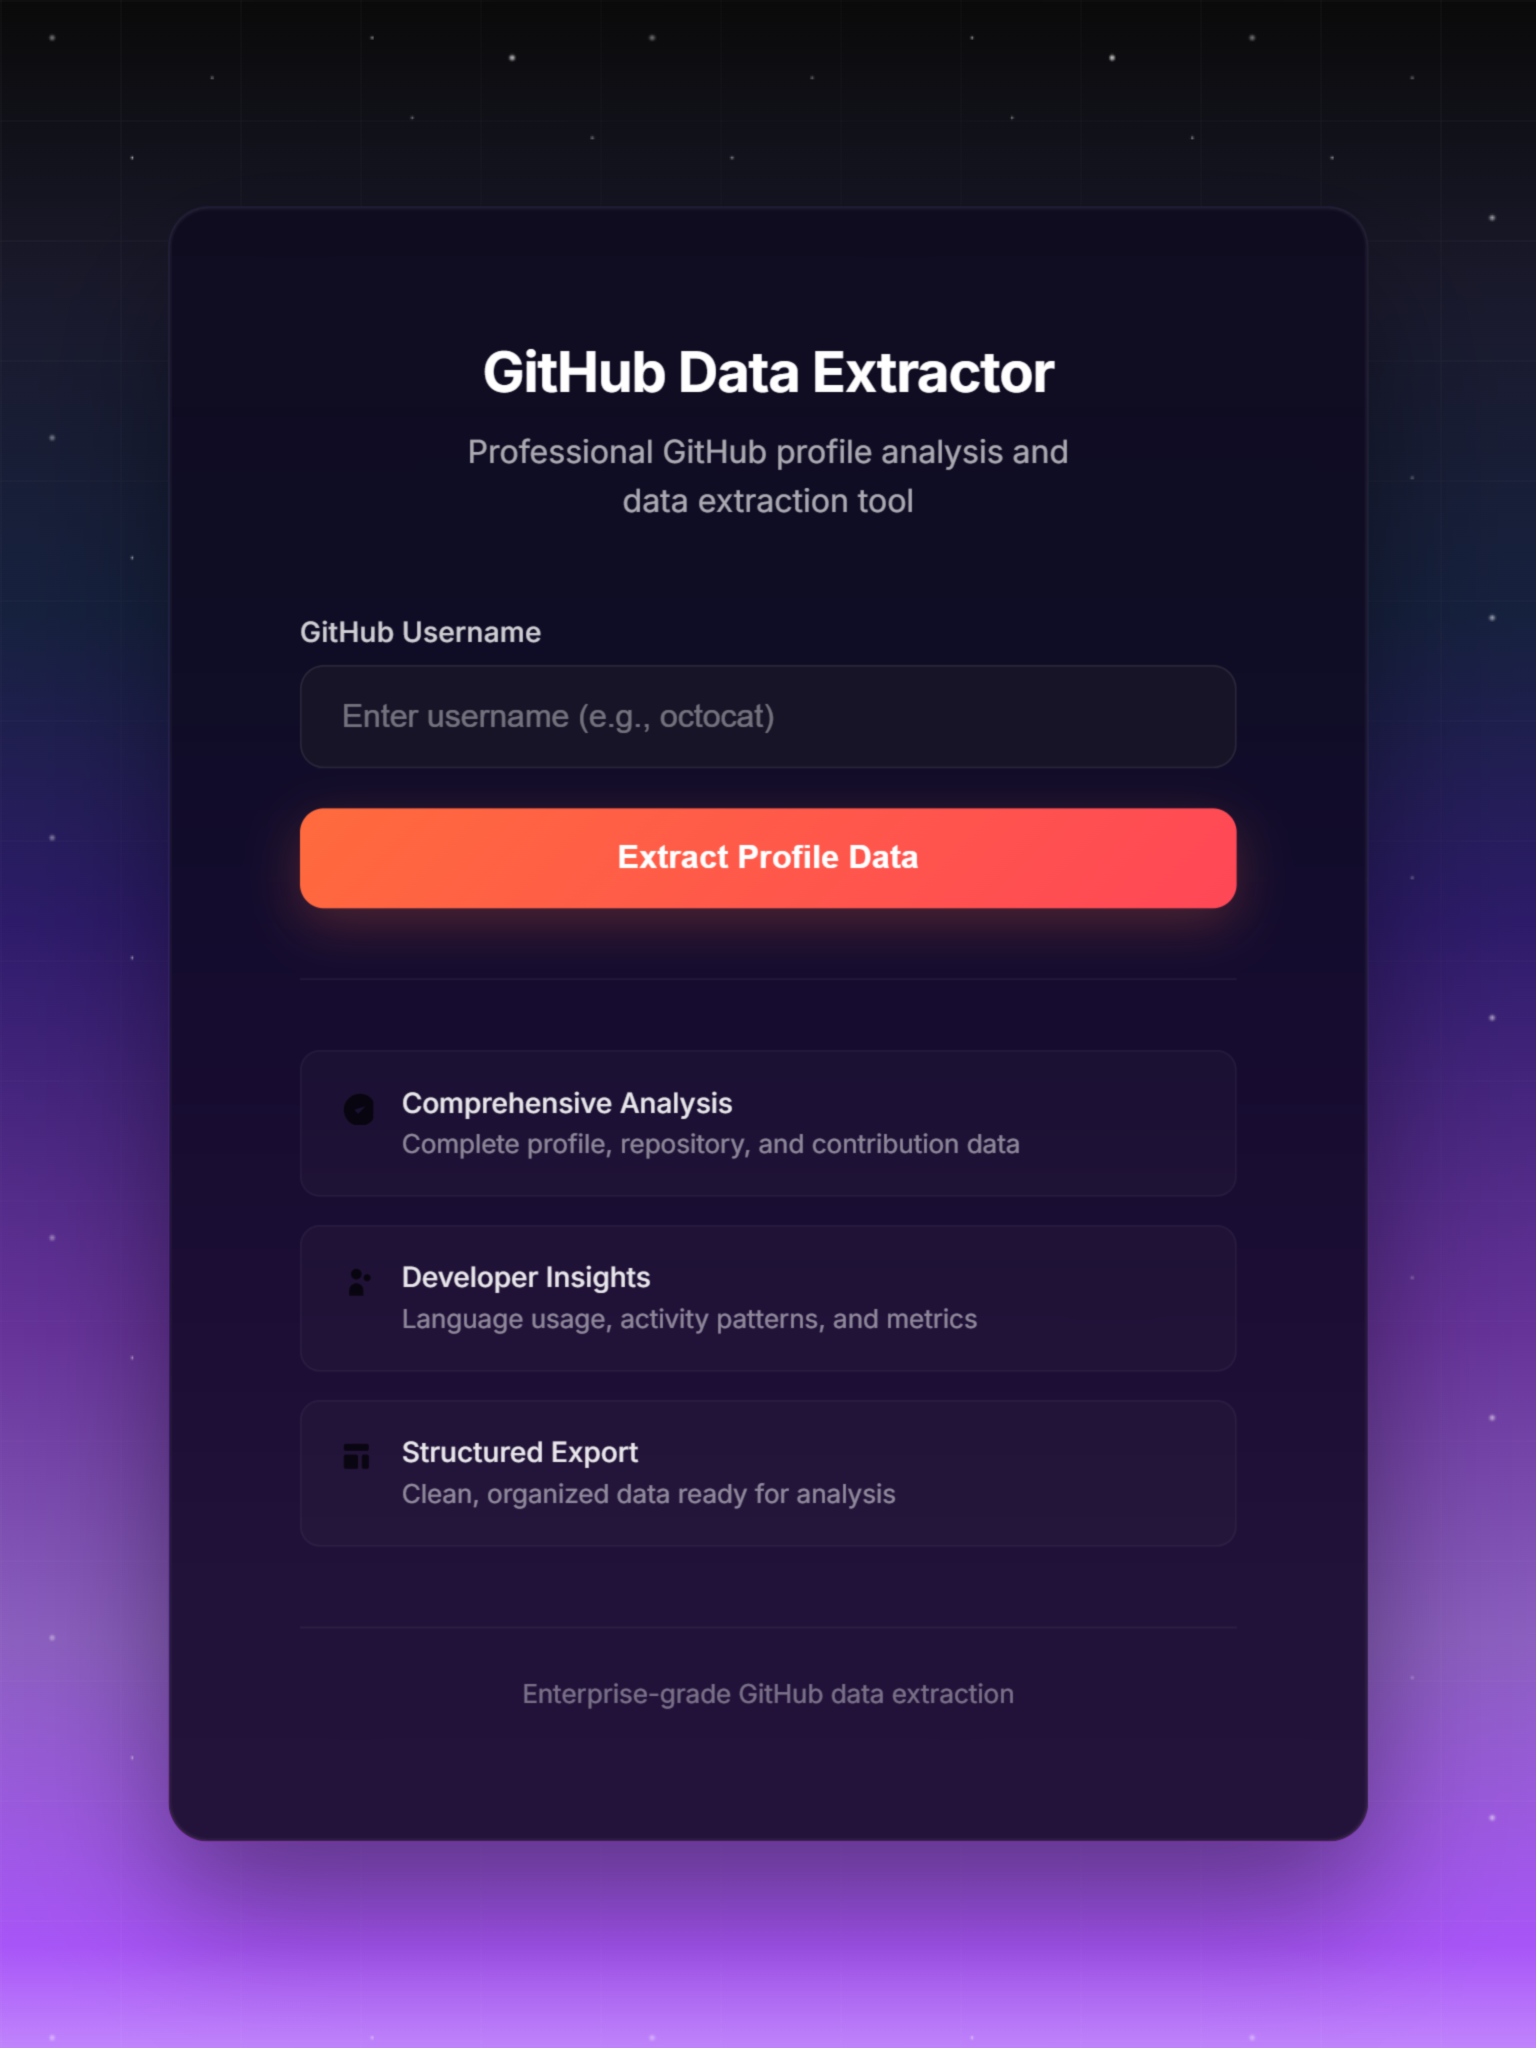 GitHub Data Extractor
Professional GitHub profile analysis and
data extraction tool
GitHub Username
Enter username (e.g., octocat)
Extract Profile Data
Comprehensive Analysis
Complete profile, repository, and contribution data
Developer Insights
Language usage, activity patterns, and metrics
Structured Export
Clean, organized data ready for analysis
Enterprise-grade GitHub data extraction